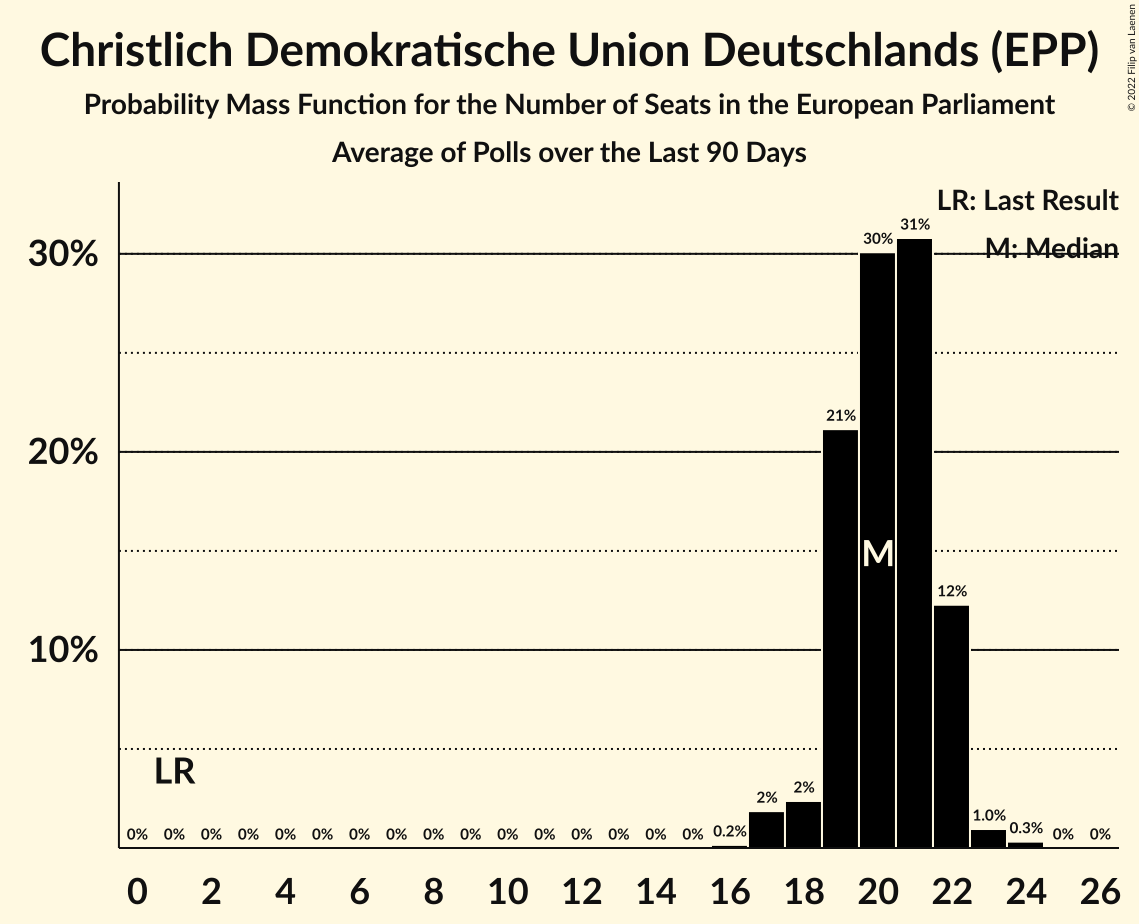 Christlich Demokratische Union Deutschlands (EPP)
Probability Mass Function for the Number of Seats in the European Parliament
Average of Polls over the Last 90 Days
© 2022 Filip van Laenen
LR: Last Result
M: Median
30%
20%
10%
31%
30%
21%
M
12%
LR
0% 0% 0% 0% 0% 0% 0% 0% 0% 0% 0% 0% 0% 0% 0% 0% 0.2% 2% 2% 1.0% 0.3% 0% 0%
0 2 4 6 8 10 12 14 16 18 20 22 24 26